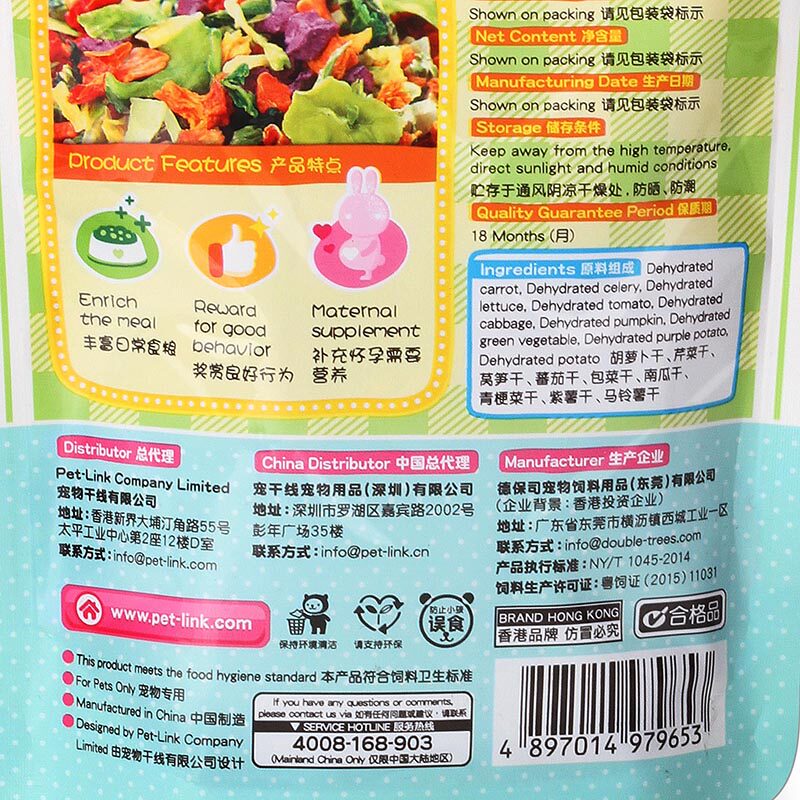 Shown on packing 请见包装袋标示
Net Content 净含量
Shown on packing 请见包装袋标示
Manufacturing Date 生产日期
Shown on packing 请见包装袋标示
Storage 储存条件
Keep away from the high temperature,
direct sunlight and humid conditions
贮存于通风阴凉干燥处，防晒、防潮
Quality Guarantee Period 保质期
18 Months (月)
Product Features 产品特点
Enrich
the meal
丰富日常食粮
Reward
for good
behavior
奖赏良好行为
Maternal
supplement
补充怀孕需要
营养
Ingredients 原料组成 Dehydrated
carrot, Dehydrated celery, Dehydrated
lettuce, Dehydrated tomato, Dehydrated
cabbage, Dehydrated pumpkin, Dehydrated
green vegetable, Dehydrated purple potato,
Dehydrated potato 胡萝卜干、芹菜干、
莴笋干、蕃茄干、包菜干、南瓜干、
青梗菜干、紫薯干、马铃薯干
Distributor 总代理
Pet-Link Company Limited
宠物干线有限公司
地址:香港新界大埔汀角路55号
太平工业中心第2座12楼D室
联系方式: info@pet-link.com
China Distributor 中国总代理
宠干线宠物用品(深圳)有限公司
地址:深圳市罗湖区嘉宾路2002号
彭年广场35楼
联系方式: info@pet-link.cn
Manufacturer 生产企业
德保司宠物饲料用品(东莞)有限公司
(企业背景:香港投资企业)
地址:广东省东莞市横沥镇西城工业一区
联系方式: info@double-trees.com
产品执行标准: NY/T 1045-2014
饲料生产许可证: 粤饲证 (2015) 11031
www.pet-link.com
保持环境清洁
请支持环保
防止小孩
误食
BRAND HONG KONG
香港品牌 仿冒必究
合格品
This product meets the food hygiene standard 本产品符合饲料卫生标准
For Pets Only 宠物专用
Manufactured in China 中国制造
Designed by Pet-Link Company
Limited 由宠物干线有限公司设计
If you have any questions or comments,
please contact us via 如有任何问题或建议，请联系
SERVICE HOTLINE 服务热线
4008-168-903
(Mainland China Only 仅限中国大陆地区)
4 897014 979653